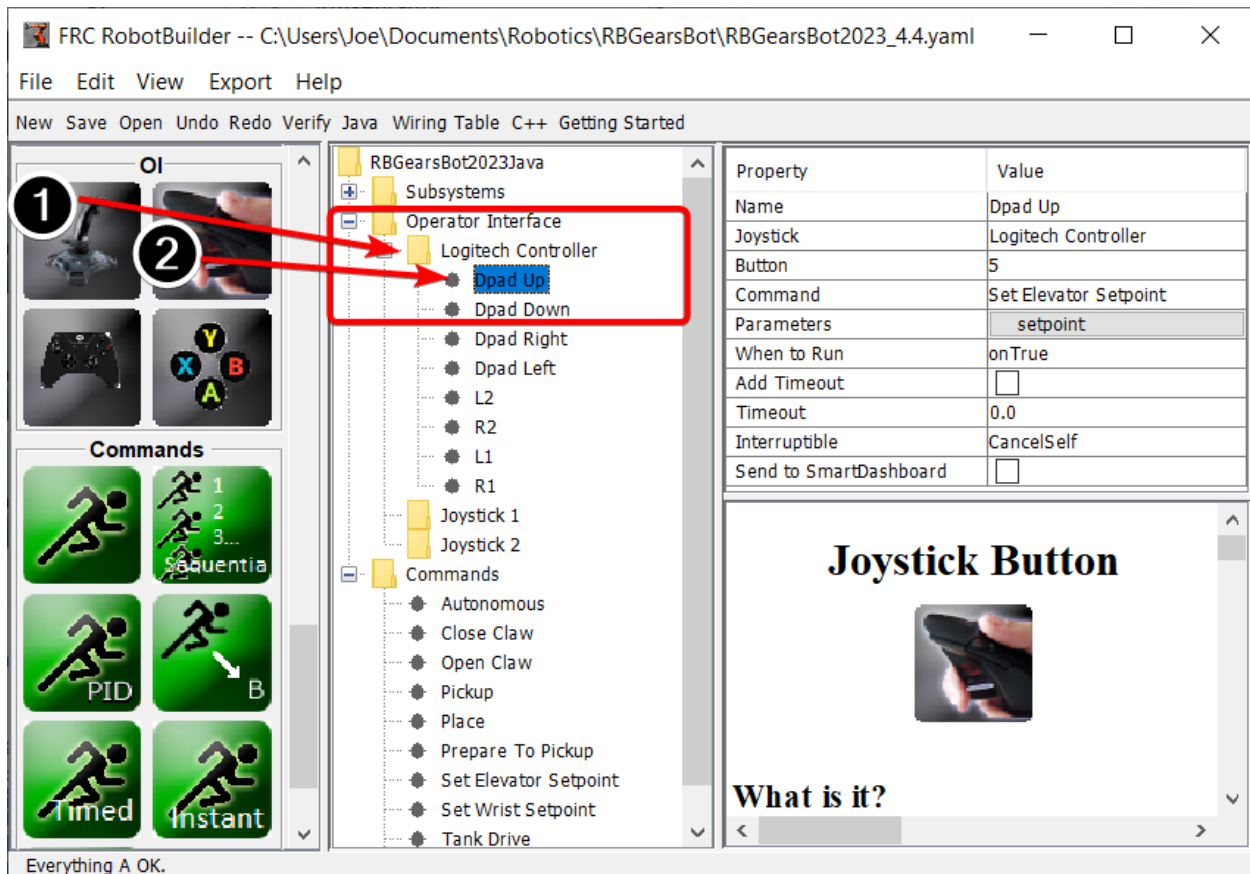 FRC RobotBuilder -- C:\Users\Joe\Documents\Robotics\RBGearsBot\RBGearsBot2023_4.4.yaml
File Edit View Export Help
New Save Open Undo Redo Verify Java Wiring Table C++ Getting Started
OI
1
2
Y
X B
A
Commands
1
2
3...
Sequentia
PID
B
Timed
Instant
RBGearsBot2023Java
Subsystems
Operator Interface
Logitech Controller
Dpad Up
Dpad Down
Dpad Right
Dpad Left
L2
R2
L1
R1
Joystick 1
Joystick 2
Commands
Autonomous
Close Claw
Open Claw
Pickup
Place
Prepare To Pickup
Set Elevator Setpoint
Set Wrist Setpoint
Tank Drive
Property Value
Name Dpad Up
Joystick Logitech Controller
Button 5
Command Set Elevator Setpoint
Parameters setpoint
When to Run onTrue
Add Timeout
Timeout 0.0
Interruptible CancelSelf
Send to SmartDashboard
Joystick Button
What is it?
Everything A OK.